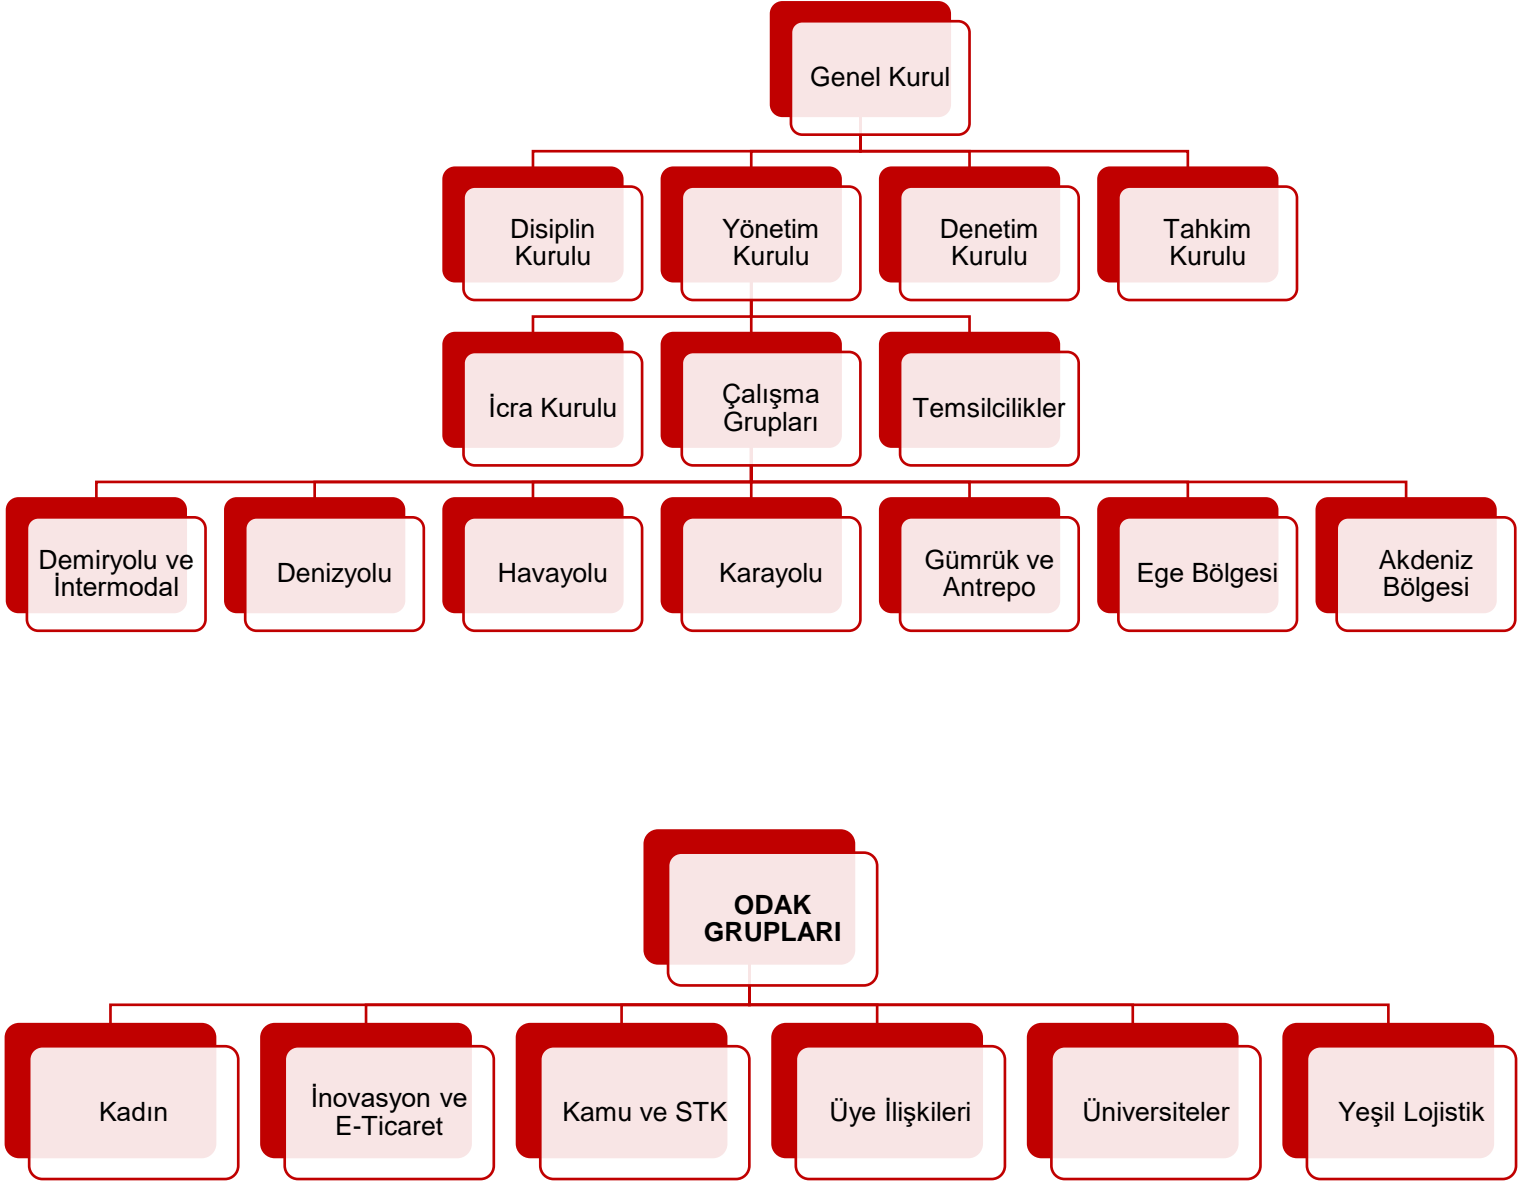 Genel Kurul
Disiplin
Kurulu
Yönetim
Kurulu
Denetim
Kurulu
Tahkim
Kurulu
İcra Kurulu
Çalışma
Grupları
Temsilcilikler
Demiryolu ve
İntermodal
Denizyolu
Havayolu
Karayolu
Gümrük ve
Antrepo
Ege Bölgesi
Akdeniz
Bölgesi
ODAK
GRUPLARI
Kadın
İnovasyon ve
E-Ticaret
Kamu ve STK
Üye İlişkileri
Üniversiteler
Yeşil Lojistik